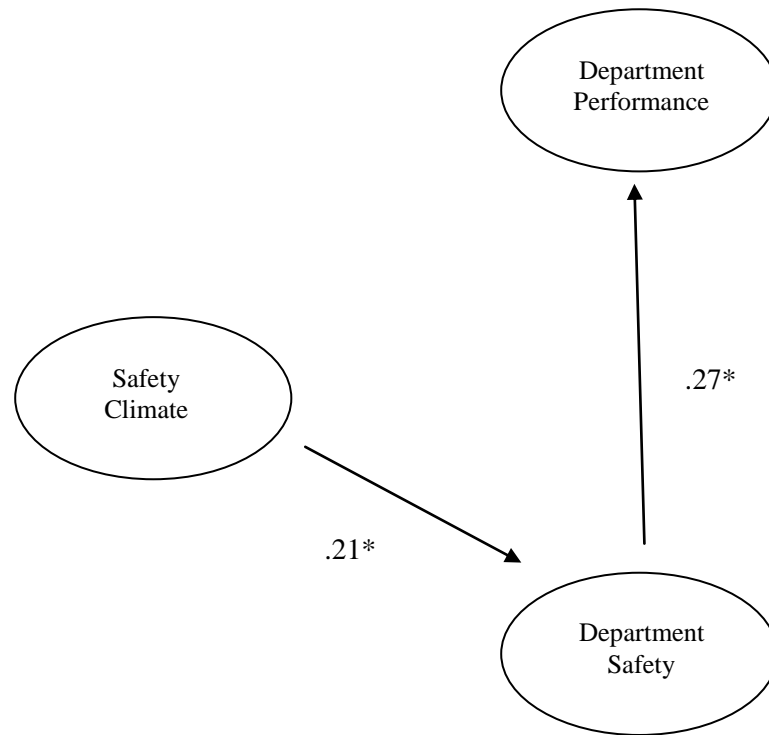 Department
Performance
Safety
Climate
.27*
.21*
Department
Safety